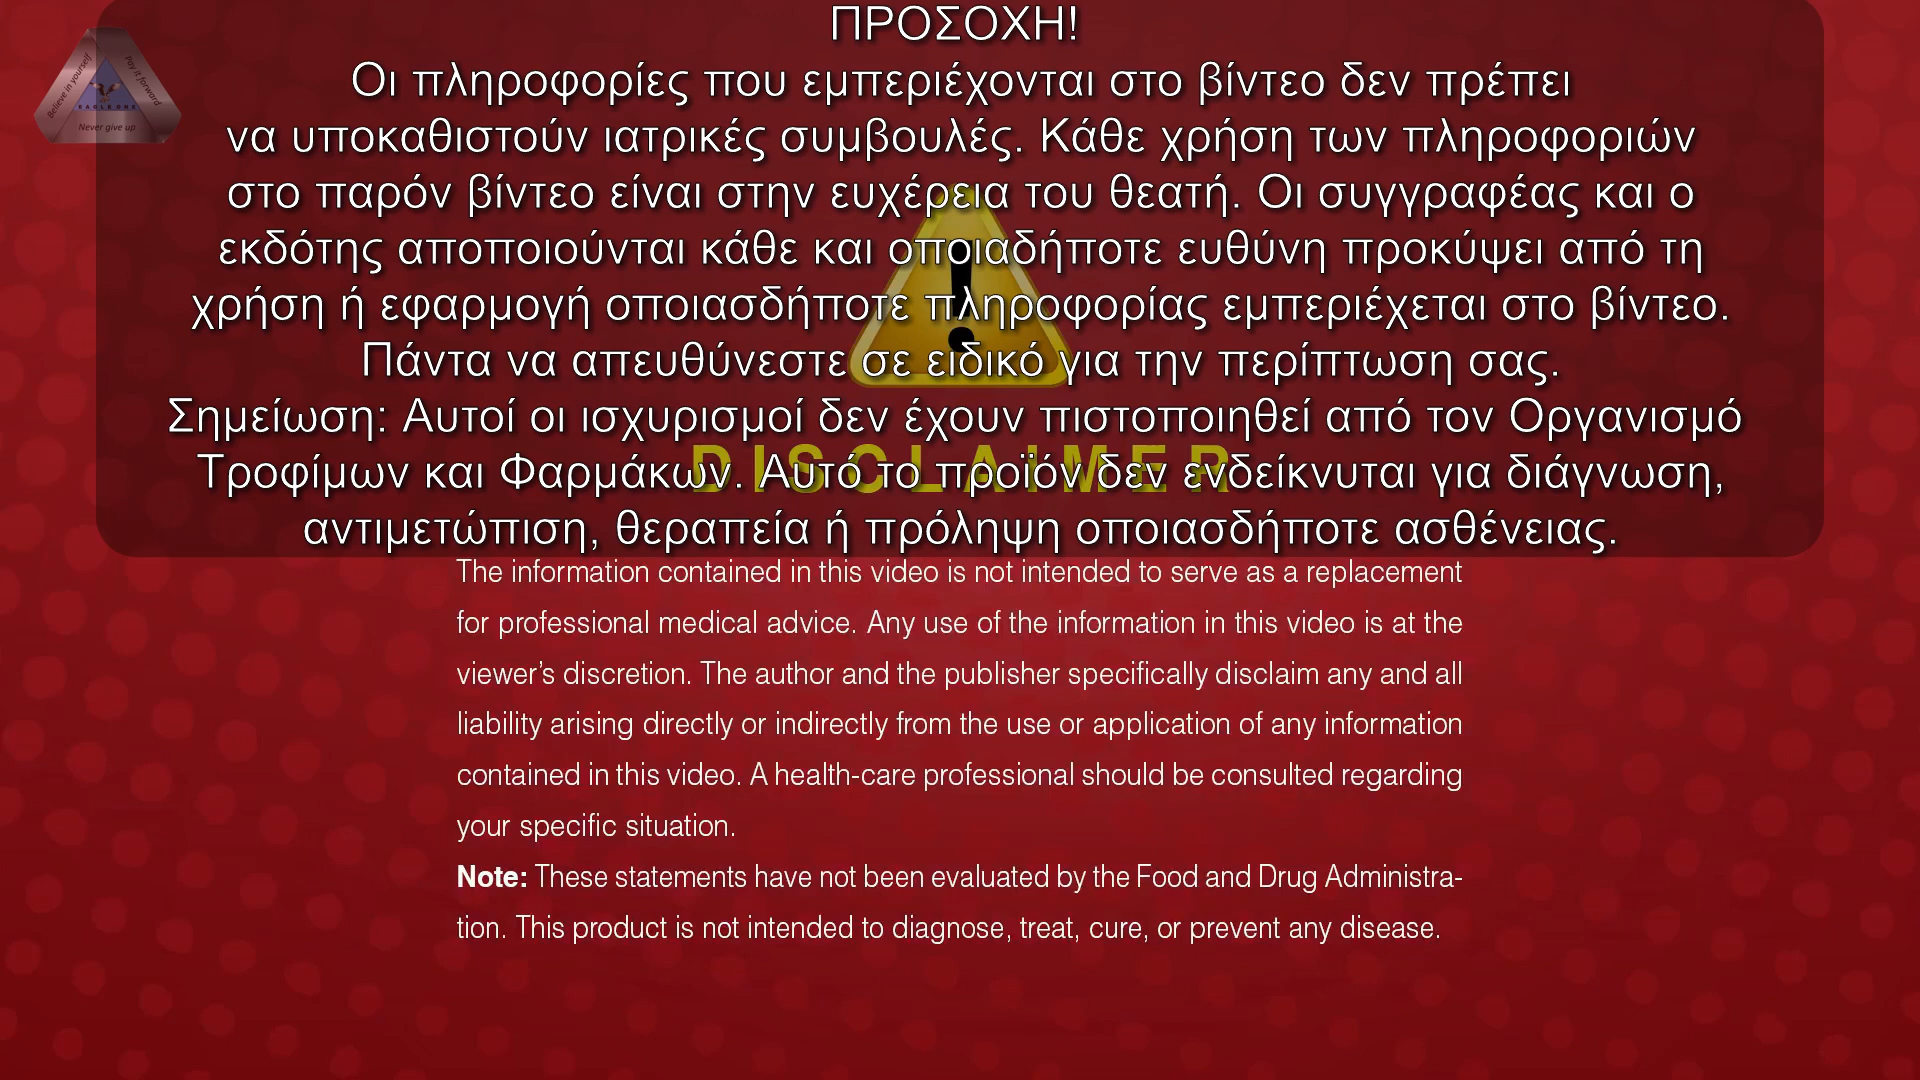 ΠΡΟΣΟΧΗ!
Οι πληροφορίες που εμπεριέχονται στο βίντεο δεν πρέπει
να υποκαθιστούν ιατρικές συμβουλές. Κάθε χρήση των πληροφοριών
στο παρόν βίντεο είναι στην ευχέρεια του θεατή. Οι συγγραφέας και ο
εκδότης αποποιούνται κάθε και οποιαδήποτε ευθύνη προκύψει από τη
χρήση ή εφαρμογή οποιασδήποτε πληροφορίας εμπεριέχεται στο βίντεο.
Πάντα να απευθύνεστε σε ειδικό για την περίπτωση σας.
Σημείωση: Αυτοί οι ισχυρισμοί δεν έχουν πιστοποιηθεί από τον Οργανισμό
Τροφίμων και Φαρμάκων. Αυτό το προϊόν δεν ενδείκνυται για διάγνωση,
αντιμετώπιση, θεραπεία ή πρόληψη οποιασδήποτε ασθένειας.
Believe in yourself
Pay it forward
EAGLE ONE
Never give up
!
DISCLAIMER
The information contained in this video is not intended to serve as a replacement
for professional medical advice. Any use of the information in this video is at the
viewer's discretion. The author and the publisher specifically disclaim any and all
liability arising directly or indirectly from the use or application of any information
contained in this video. A health-care professional should be consulted regarding
your specific situation.
Note: These statements have not been evaluated by the Food and Drug Administra-
tion. This product is not intended to diagnose, treat, cure, or prevent any disease.